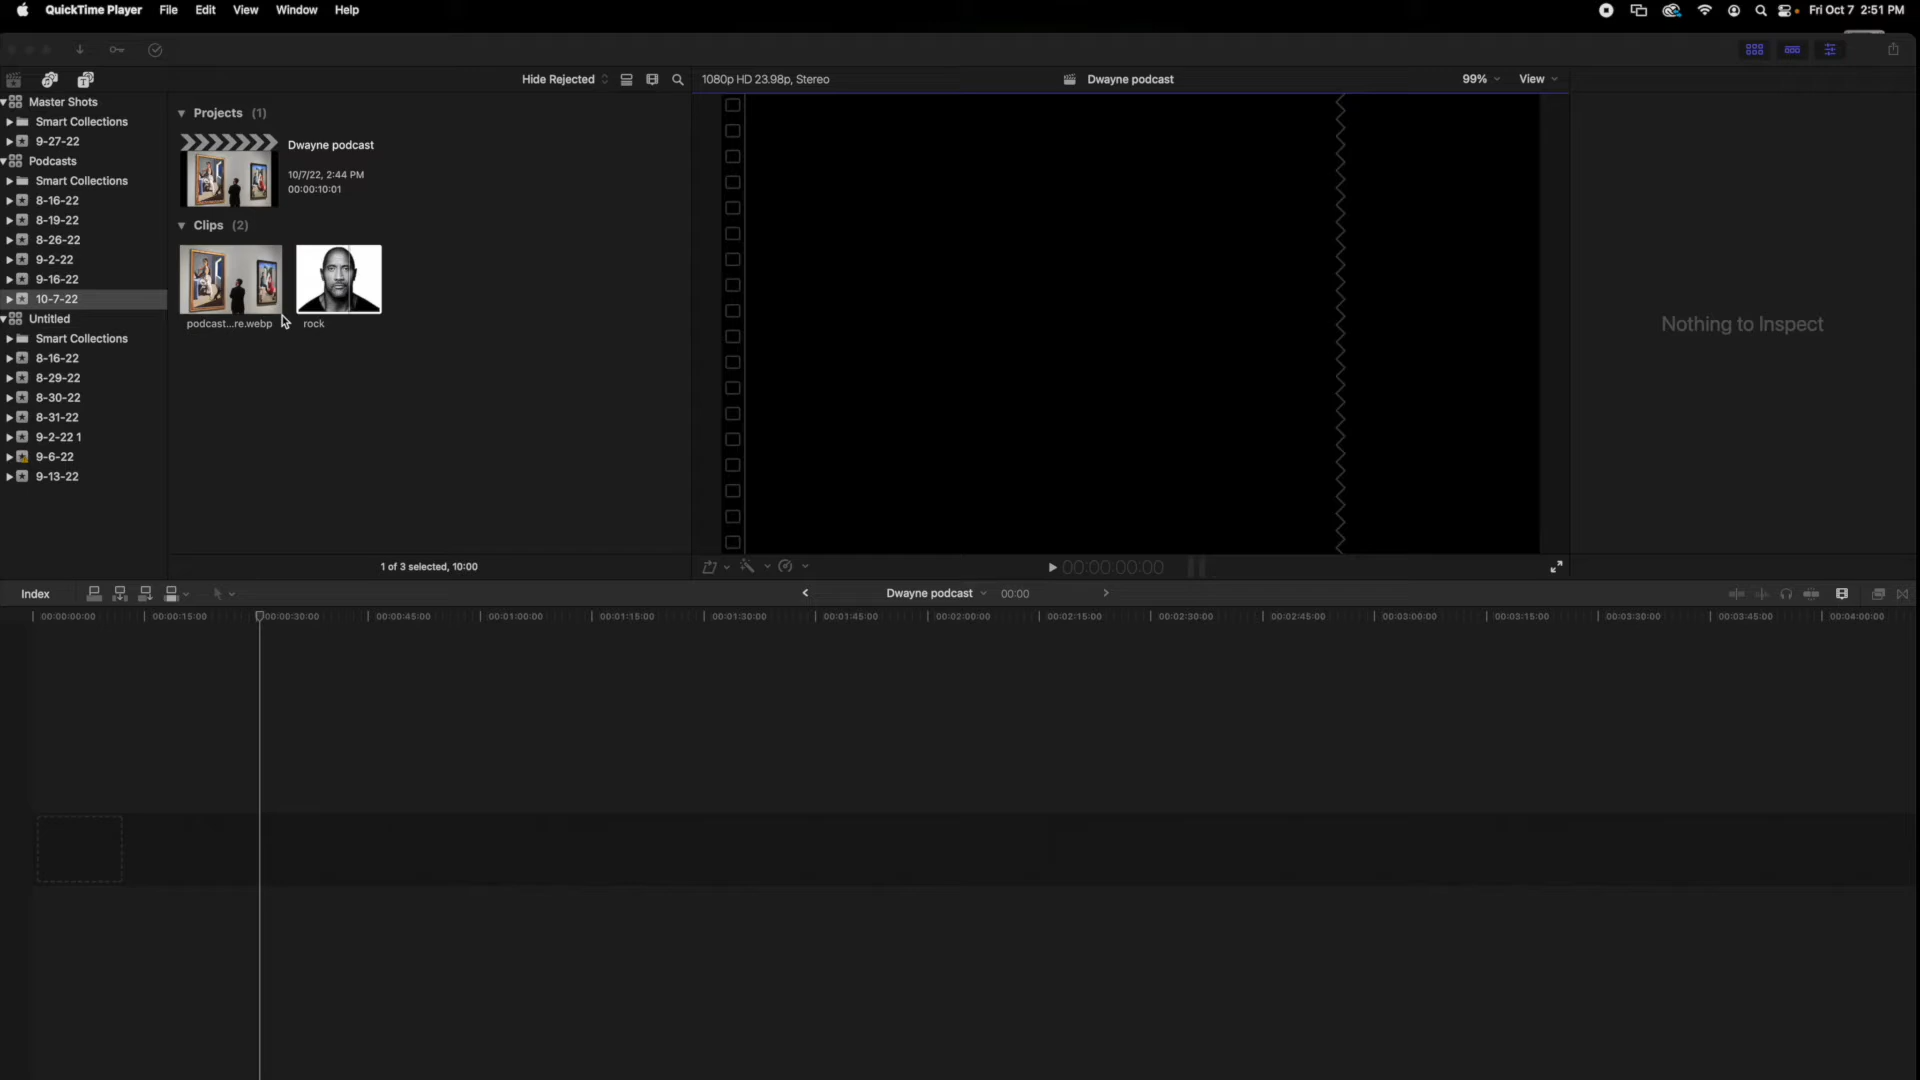 QuickTime Player File Edit View Window Help Fri Oct 7 2:51 PM
Hide Rejected 1080p HD 23.98p, Stereo Dwayne podcast 99% View
Master Shots
Smart Collections
9-27-22
Podcasts
Smart Collections
8-16-22
8-19-22
8-26-22
9-2-22
9-16-22
10-7-22
Untitled
Smart Collections
8-16-22
8-29-22
8-30-22
8-31-22
9-2-22 1
9-6-22
9-13-22
Projects (1)
Dwayne podcast
10/7/22, 2:44 PM
00:00:10:01
Clips (2)
podcast...re.webp rock
Nothing to Inspect
1 of 3 selected, 10:00
00:00:00:00
Index Dwayne podcast 00:00
00:00:00:00 00:00:15:00 00:00:30:00 00:00:45:00 00:01:00:00 00:01:15:00 00:01:30:00 00:01:45:00 00:02:00:00 00:02:15:00 00:02:30:00 00:02:45:00 00:03:00:00 00:03:15:00 00:03:30:00 00:03:45:00 00:04:00:00